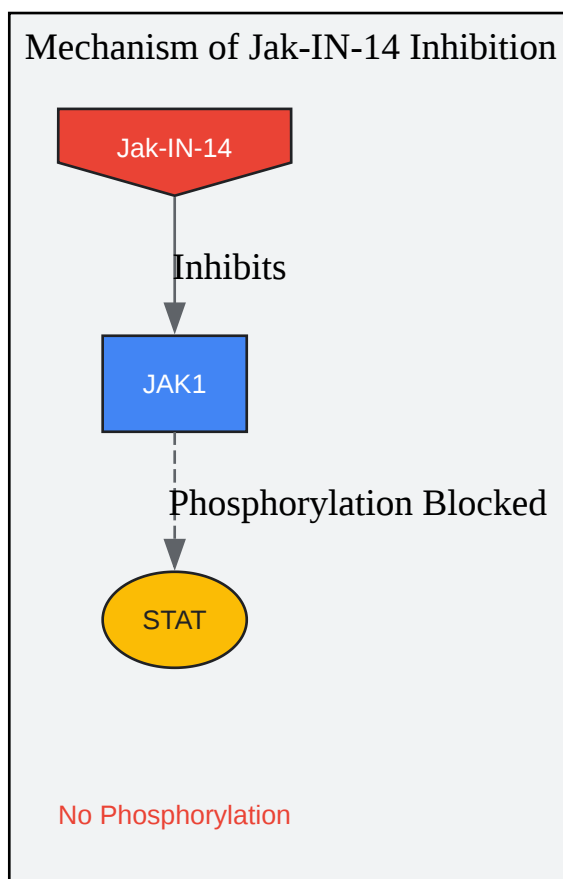 Mechanism of Jak-IN-14 Inhibition
Jak-IN-14
Inhibits
JAK1
Phosphorylation Blocked
STAT
No Phosphorylation